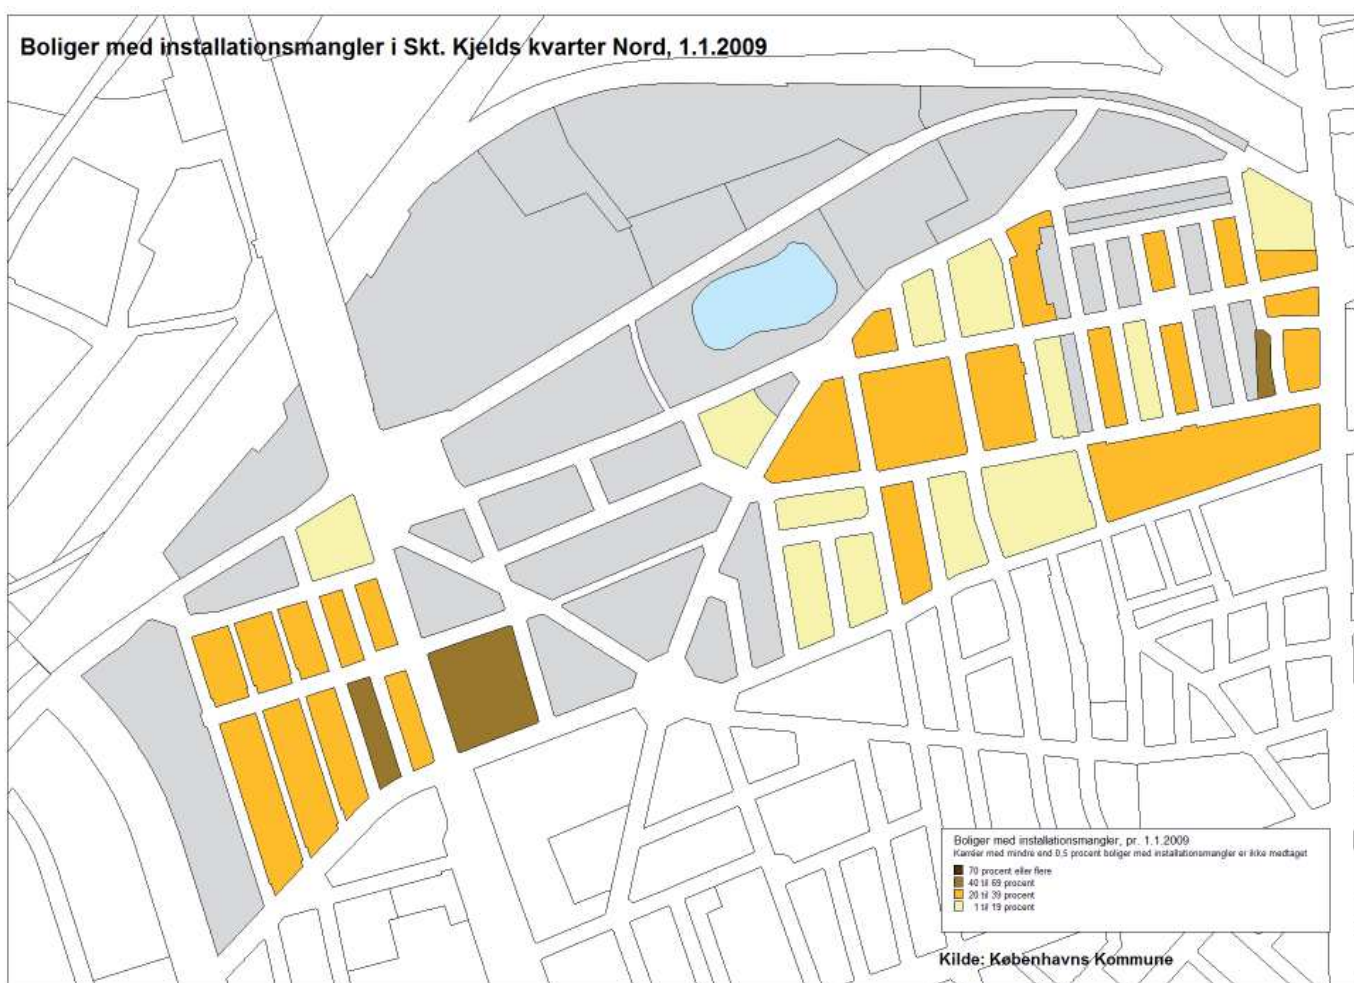 Boliger med installationsmangler i Skt. Kjelds kvarter Nord, 1.1.2009
Boliger med installationsmangler, pr. 1.1.2009
Karréer med mindre end 0,5 procent boliger med installationsmangler er ikke medtaget
70 procent eller flere
40 til 69 procent
20 til 39 procent
1 til 19 procent
Kilde: Københavns Kommune